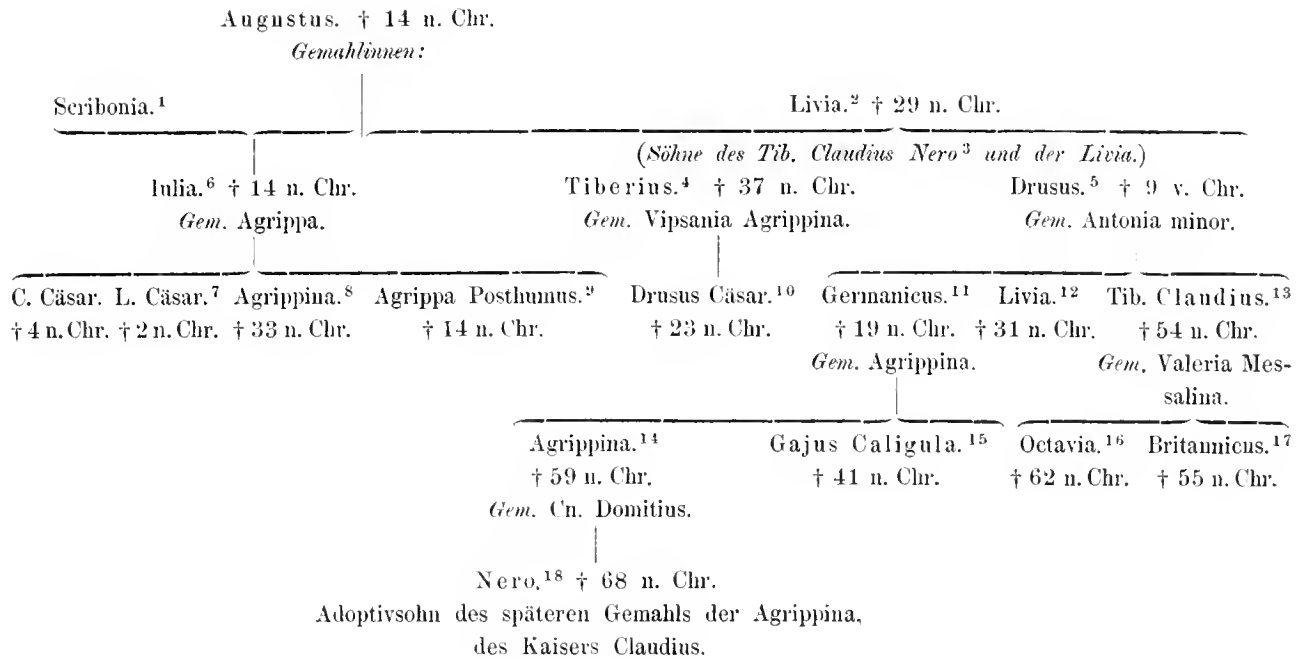 Augustus. † 14 n. Chr.
Gemahlinnen:
Scribonia.¹ Livia.² † 29 n. Chr.
(Söhne des Tib. Claudius Nero³ und der Livia.)
Iulia.⁶ † 14 n. Chr. Tiberius.⁴ † 37 n. Chr. Drusus.⁵ † 9 v. Chr.
Gem. Agrippa. Gem. Vipsania Agrippina. Gem. Antonia minor.
C. Cäsar. L. Cäsar.⁷ Agrippina.⁸ Agrippa Posthumus.⁹ Drusus Cäsar.¹⁰ Germanicus.¹¹ Livia.¹² Tib. Claudius.¹³
† 4 n. Chr. † 2 n. Chr. † 33 n. Chr. † 14 n. Chr. † 23 n. Chr. † 19 n. Chr. † 31 n. Chr. † 54 n. Chr.
Gem. Agrippina. Gem. Valeria Mes-
salina.
Agrippina.¹⁴ Gajus Caligula.¹⁵ Octavia.¹⁶ Britannicus.¹⁷
† 59 n. Chr. † 41 n. Chr. † 62 n. Chr. † 55 n. Chr.
Gem. Cn. Domitius.
Nero,¹⁸ † 68 n. Chr.
Adoptivsohn des späteren Gemahls der Agrippina,
des Kaisers Claudius.